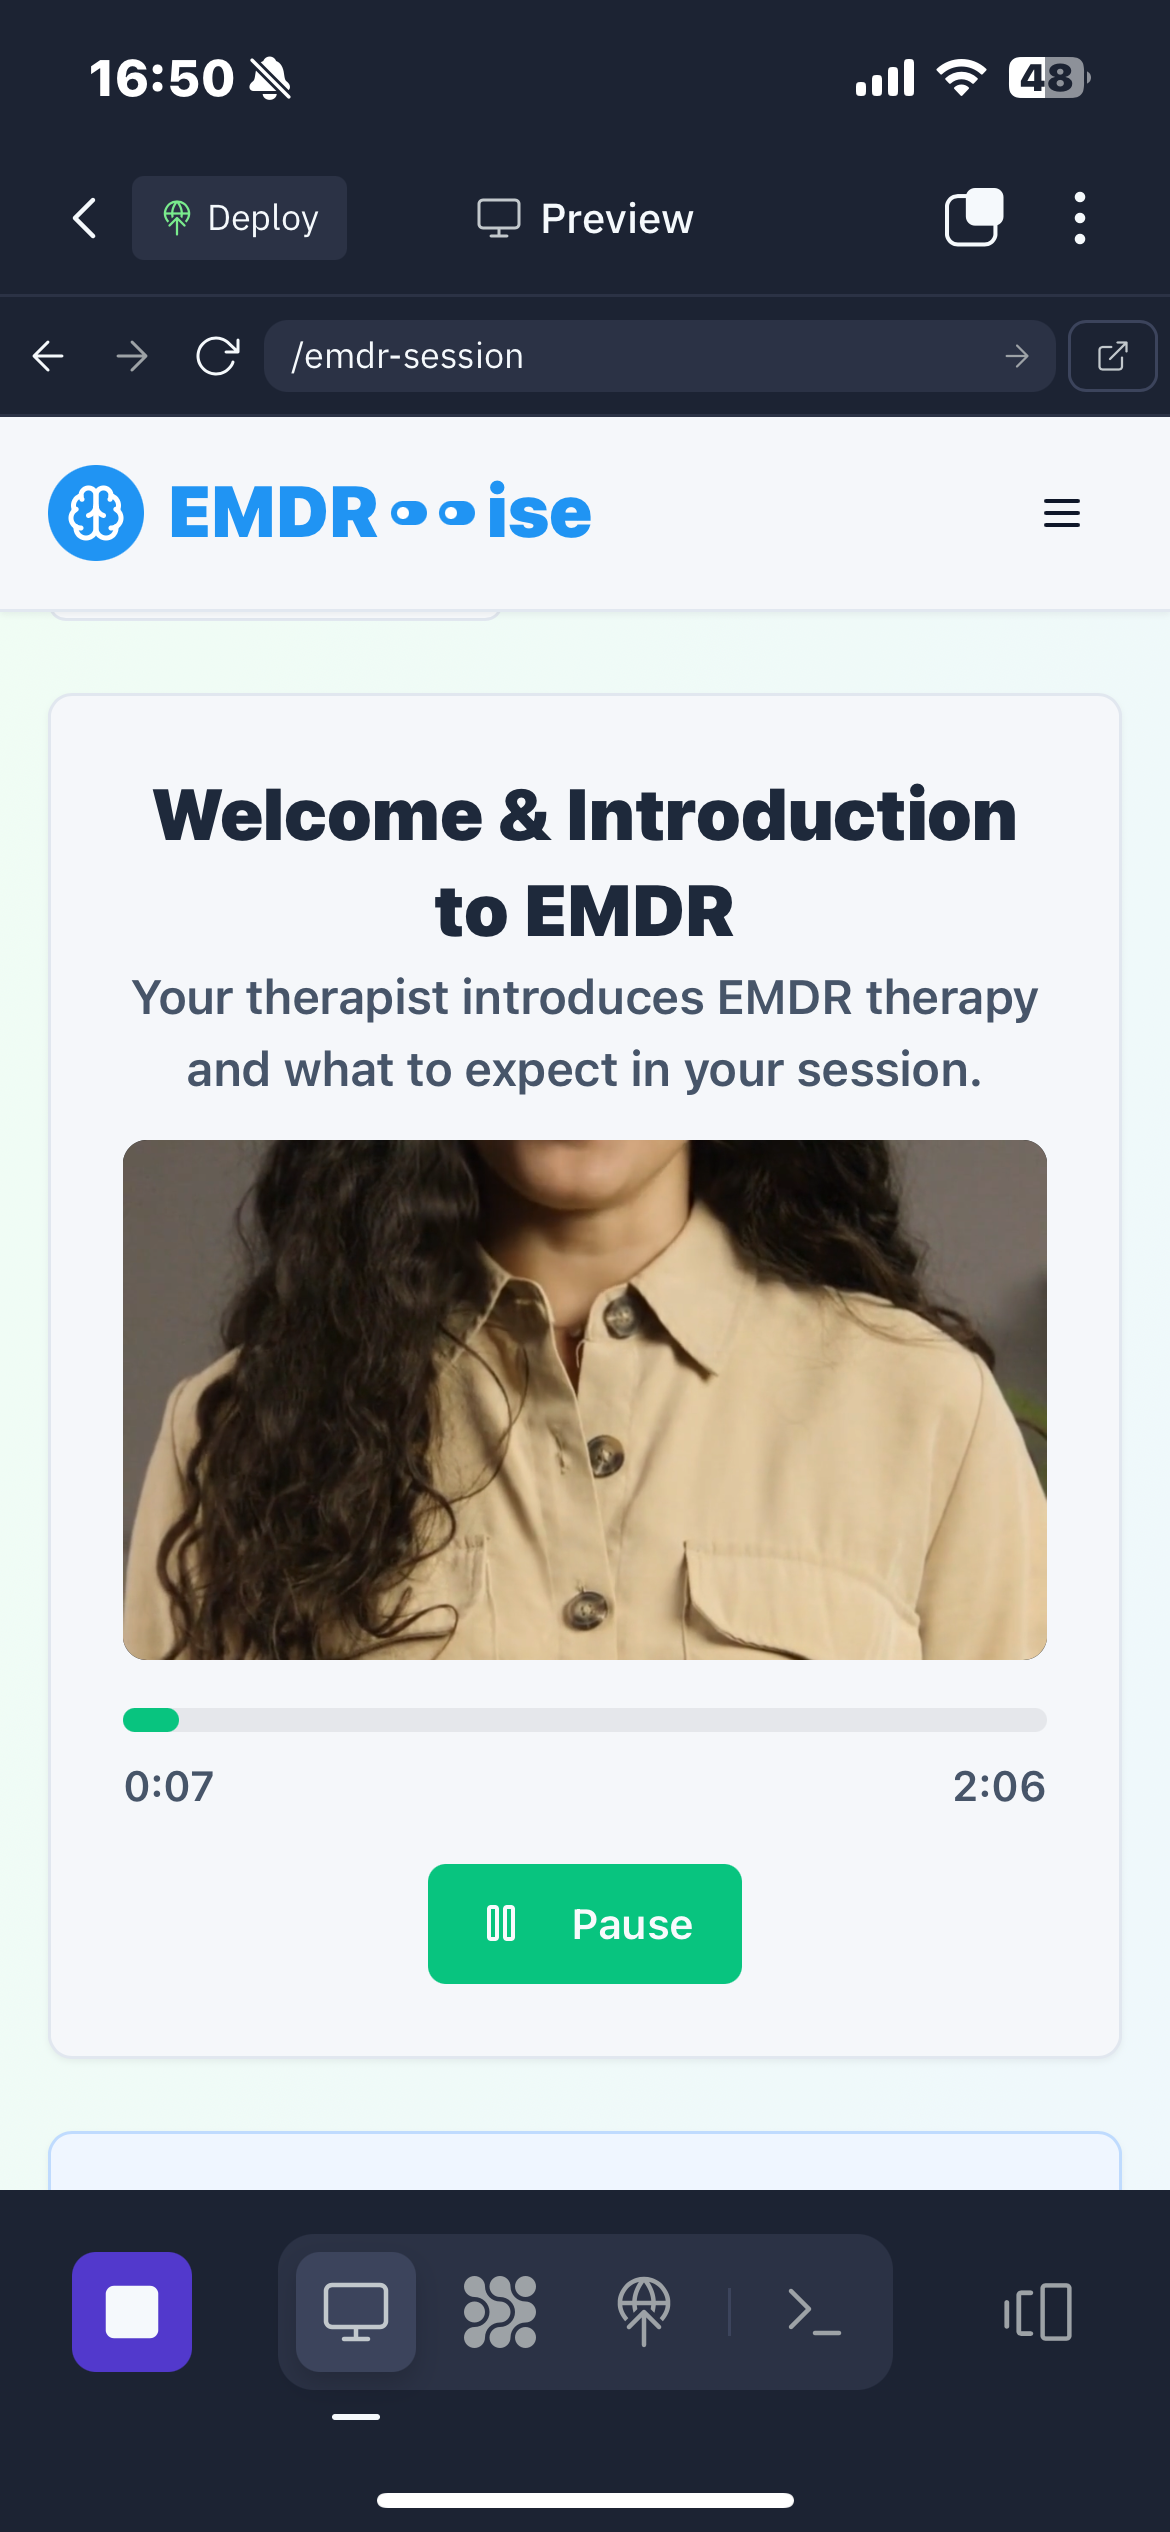 16:50
48
Deploy
Preview
/emdr-session
EMDR ise
Welcome & Introduction
to EMDR
Your therapist introduces EMDR therapy
and what to expect in your session.
0:07
2:06
Pause